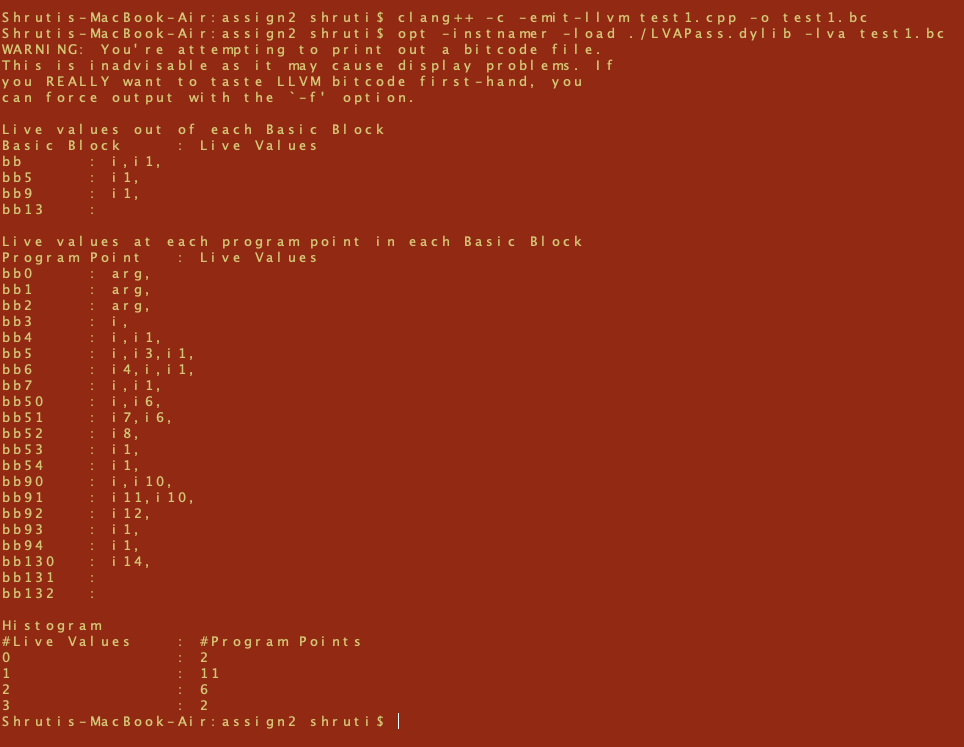 Shrutis-MacBook-Air:assign2 shruti$ clang++ -c -emit-llvm test1.cpp -o test1.bc
Shrutis-MacBook-Air:assign2 shruti$ opt -instnamer -load ./LVAPass.dylib -lva test1.bc
WARNING: You're attempting to print out a bitcode file.
This is inadvisable as it may cause display problems. If
you REALLY want to taste LLVM bitcode first-hand, you
can force output with the `-f' option.
Live values out of each Basic Block
Basic Block : Live Values
bb : i,i1,
bb5 : i1,
bb9 : i1,
bb13 :
Live values at each program point in each Basic Block
Program Point : Live Values
bb0 : arg,
bb1 : arg,
bb2 : arg,
bb3 : i,
bb4 : i,i1,
bb5 : i,i3,i1,
bb6 : i4,i,i1,
bb7 : i,i1,
bb50 : i,i6,
bb51 : i7,i6,
bb52 : i8,
bb53 : i1,
bb54 : i1,
bb90 : i,i10,
bb91 : i11,i10,
bb92 : i12,
bb93 : i1,
bb94 : i1,
bb130 : i14,
bb131 :
bb132 :
Histogram
#Live Values : #Program Points
0 : 2
1 : 11
2 : 6
3 : 2
Shrutis-MacBook-Air:assign2 shruti$